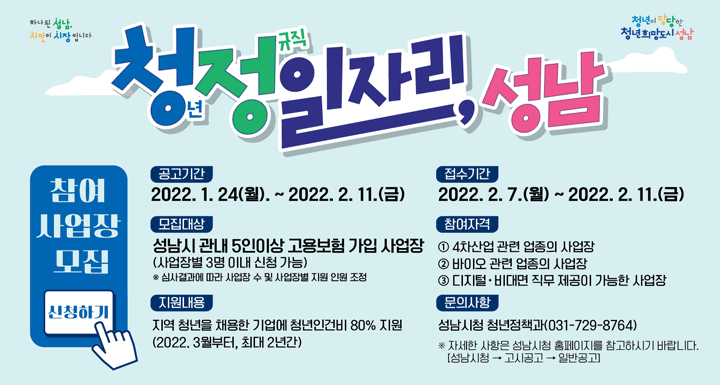 하나된 성남,
시민이 시장입니다
청년이 당당한
청년희망도시 성남
청년 정규직 일자리, 성남
참여
사업장
모집
신청하기
공고기간
2022. 1. 24(월). ~ 2022. 2. 11.(금)
접수기간
2022. 2. 7.(월) ~ 2022. 2. 11.(금)
모집대상
성남시 관내 5인이상 고용보험 가입 사업장
(사업장별 3명 이내 신청 가능)
※ 심사결과에 따라 사업장 수 및 사업장별 지원 인원 조정
참여자격
① 4차산업 관련 업종의 사업장
② 바이오 관련 업종의 사업장
③ 디지털·비대면 직무 제공이 가능한 사업장
지원내용
지역 청년을 채용한 기업에 청년인건비 80% 지원
(2022. 3월부터, 최대 2년간)
문의사항
성남시청 청년정책과(031-729-8764)
※ 자세한 사항은 성남시청 홈페이지를 참고하시기 바랍니다.
[성남시청 → 고시공고 → 일반공고]